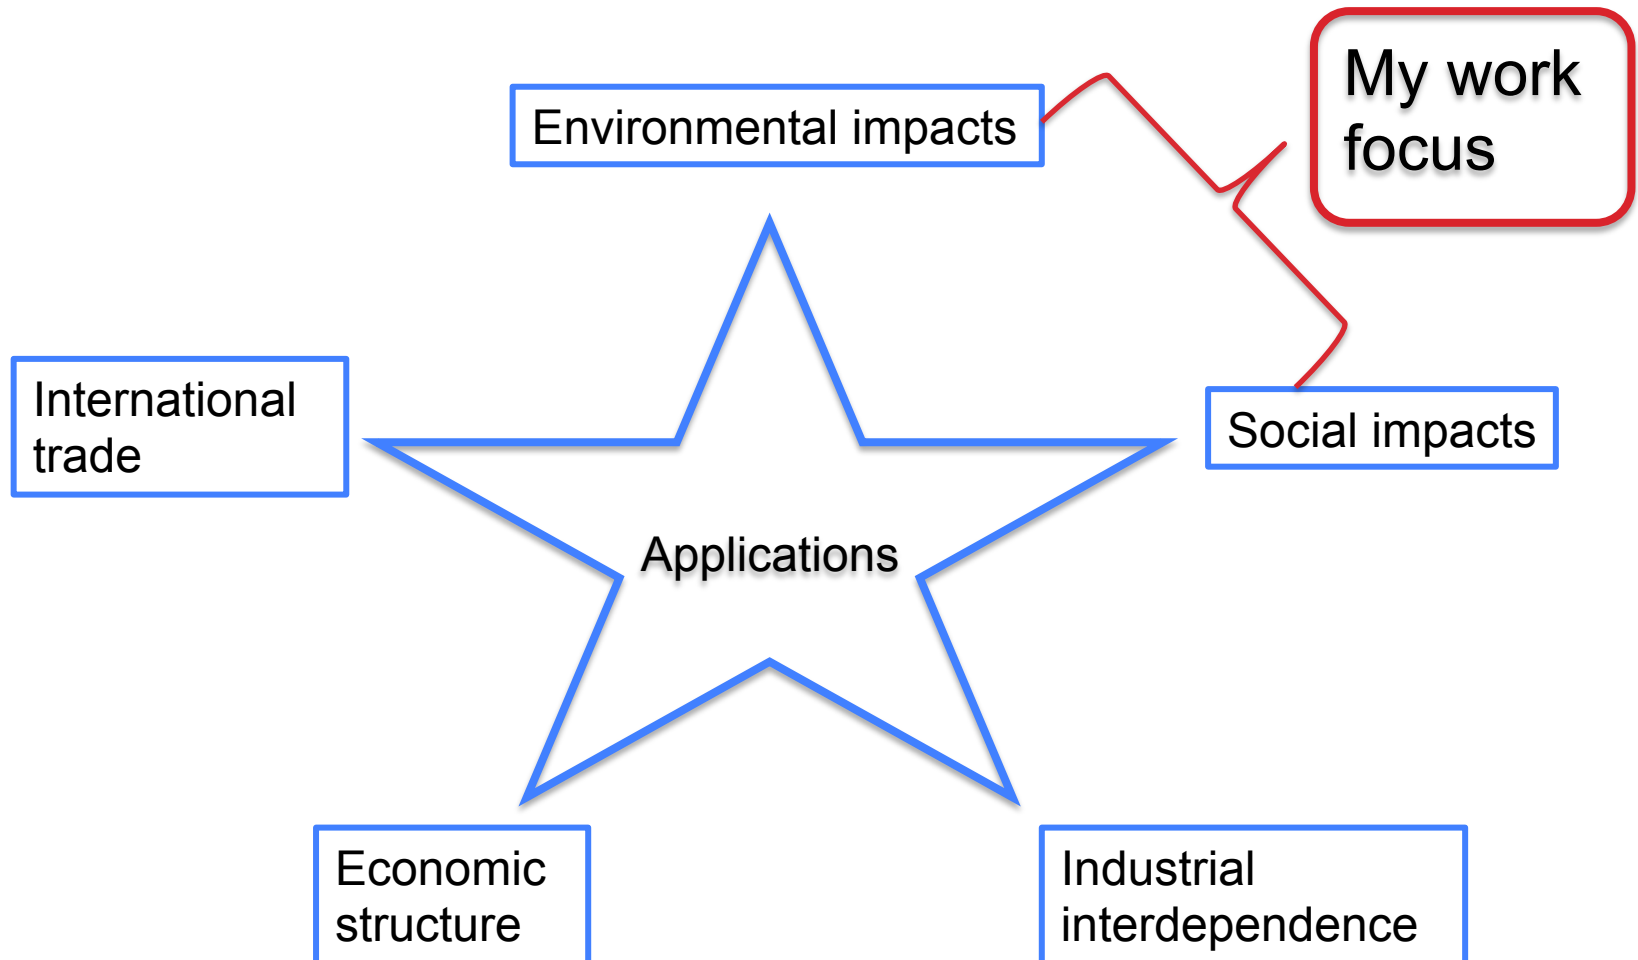 My work
focus
Environmental impacts
International
trade
Social impacts
Applications
Economic
structure
Industrial
interdependence